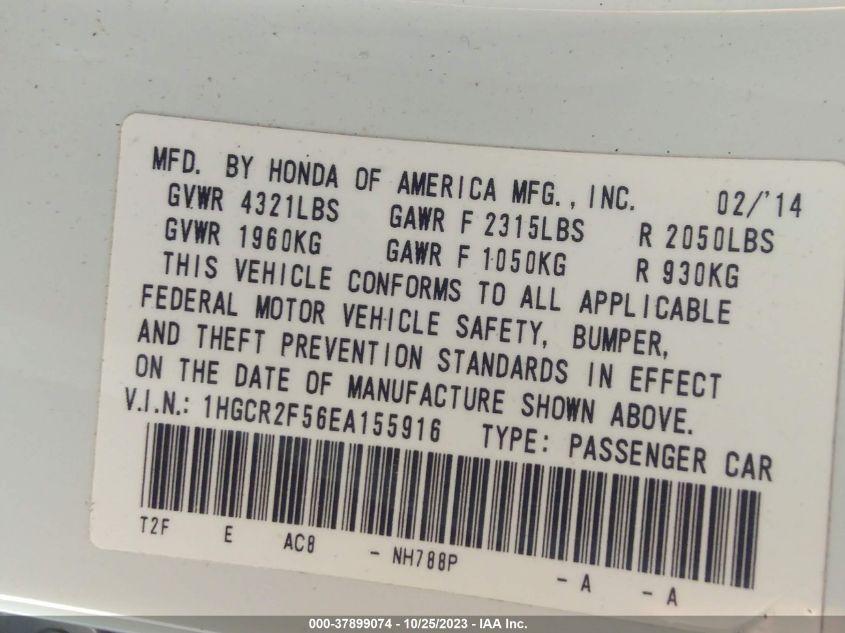 MFD. BY HONDA OF AMERICA MFG., INC. 02/'14
GVWR 4321LBS GAWR F 2315LBS R 2050LBS
GVWR 1960KG GAWR F 1050KG R 930KG
THIS VEHICLE CONFORMS TO ALL APPLICABLE
FEDERAL MOTOR VEHICLE SAFETY, BUMPER,
AND THEFT PREVENTION STANDARDS IN EFFECT
ON THE DATE OF MANUFACTURE SHOWN ABOVE.
V.I.N.: 1HGCR2F56EA155916 TYPE: PASSENGER CAR
T2F E AC8 - NH788P - A - A
000-37899074 - 10/25/2023 - IAA Inc.